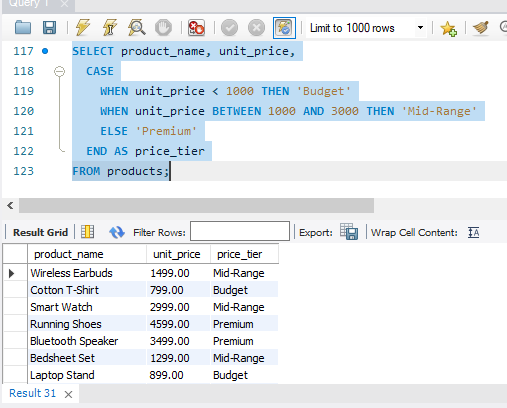 Query 1
Limit to 1000 rows
117 SELECT product_name, unit_price,
118 CASE
119 WHEN unit_price < 1000 THEN 'Budget'
120 WHEN unit_price BETWEEN 1000 AND 3000 THEN 'Mid-Range'
121 ELSE 'Premium'
122 END AS price_tier
123 FROM products;
Result Grid Filter Rows: Export: Wrap Cell Content:
product_name unit_price price_tier
Wireless Earbuds 1499.00 Mid-Range
Cotton T-Shirt 799.00 Budget
Smart Watch 2999.00 Mid-Range
Running Shoes 4599.00 Premium
Bluetooth Speaker 3499.00 Premium
Bedsheet Set 1299.00 Mid-Range
Laptop Stand 899.00 Budget
Result 31